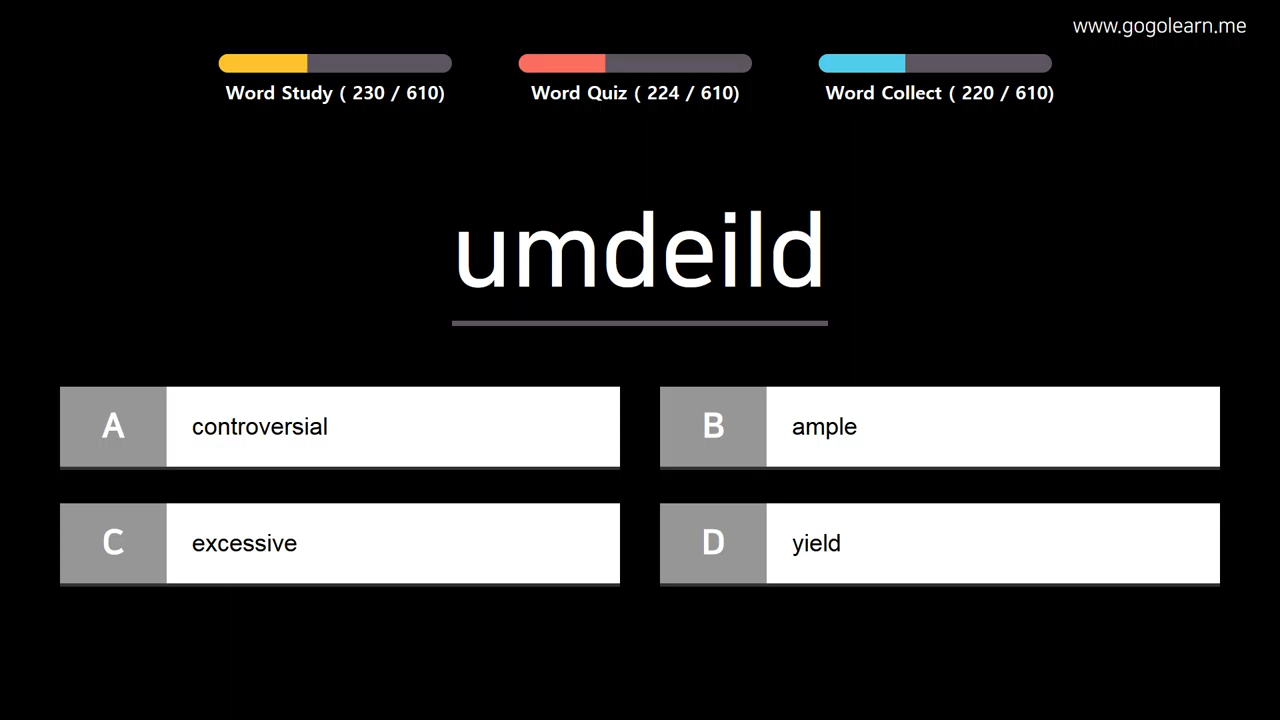 www.gogolearn.me
Word Study ( 230 / 610)
Word Quiz ( 224 / 610)
Word Collect ( 220 / 610)
umdeild
A controversial
B ample
C excessive
D yield